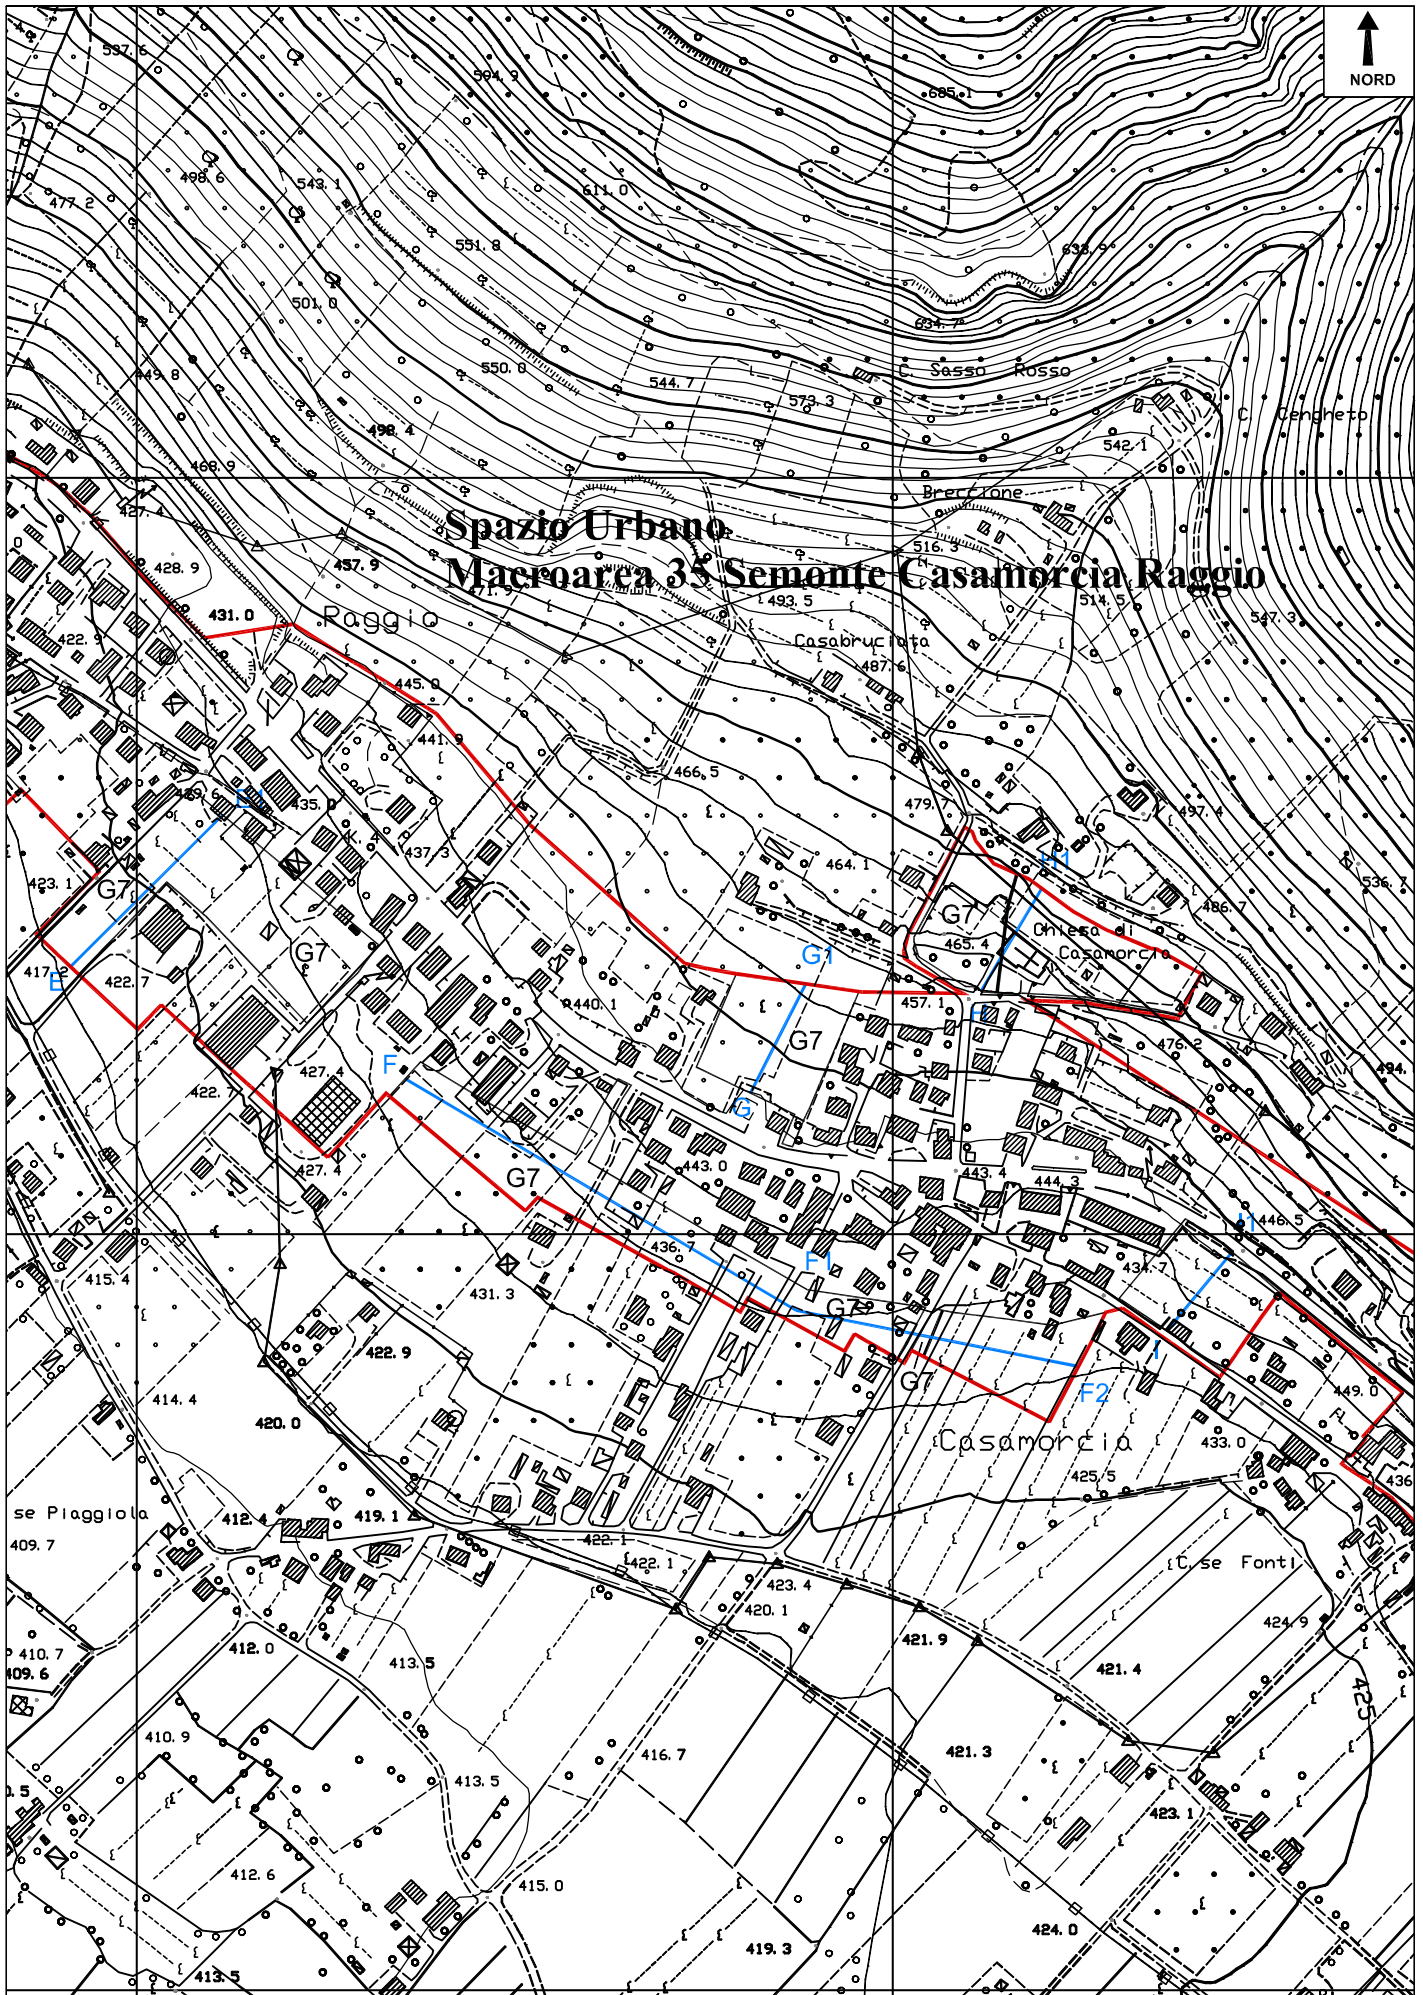 NORD
537.6
594.9
685.1
498.6
543.1
611.0
477.2
551.8
633.9
501.0
634.7
449.8
550.0
544.7
C. Sasso Rosso
573.3
C. Cengheto
498.4
542.1
468.9
Breccione
427.4
Spazio Urbano
516.3
428.9
457.9
Macroarea 35 Semonte Casamorcia Raggio
471.9
493.5
514.5
431.0
Raggio
547.3
422.9
Casabruciata
487.6
445.0
441.9
466.5
429.6
E1
435.0
479.7
497.4
K. 4
437.3
464.1
H1
423.1
G7
536.7
486.7
G7
465.4
Chiesa di
Casamorcia
G7
G1
417.2
E
422.7
440.1
457.1
H
G7
476.2
F
427.4
494.
422.7
G
427.4
G7
443.0
443.4
444.3
I1
446.5
436.7
F1
434.7
415.4
431.3
G7
422.9
I
G7
F2
414.4
449.0
420.0
Casamorcia
433.0
425.5
436
se Piaggiola
412.4
419.1
409.7
422.1
422.1
C.se Fonti
423.4
420.1
424.9
410.7
412.0
421.9
409.6
413.5
421.4
425
410.9
416.7
421.3
413.5
423.1
412.6
415.0
424.0
419.3
413.5